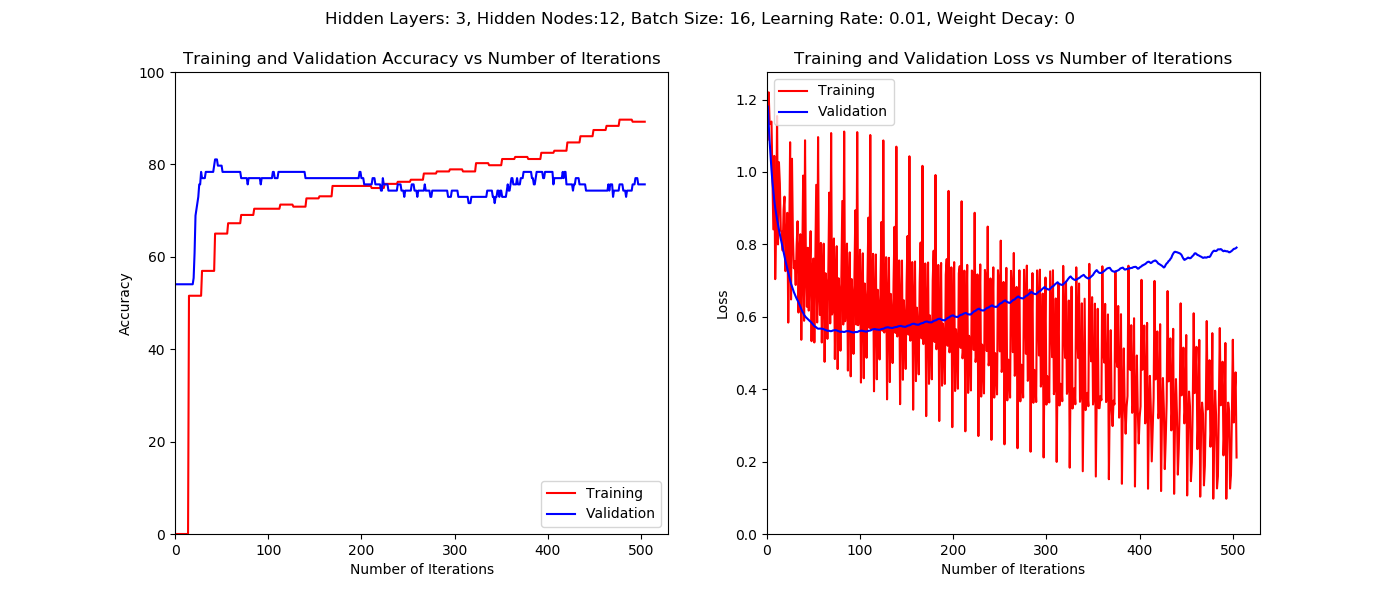 Hidden Layers: 3, Hidden Nodes:12, Batch Size: 16, Learning Rate: 0.01, Weight Decay: 0
Training and Validation Accuracy vs Number of Iterations
100
80
60
40
20
0
Accuracy
0 100 200 300 400 500
Number of Iterations
Training
Validation
Training and Validation Loss vs Number of Iterations
1.2
1.0
0.8
0.6
0.4
0.2
0.0
Loss
0 100 200 300 400 500
Number of Iterations
Training
Validation